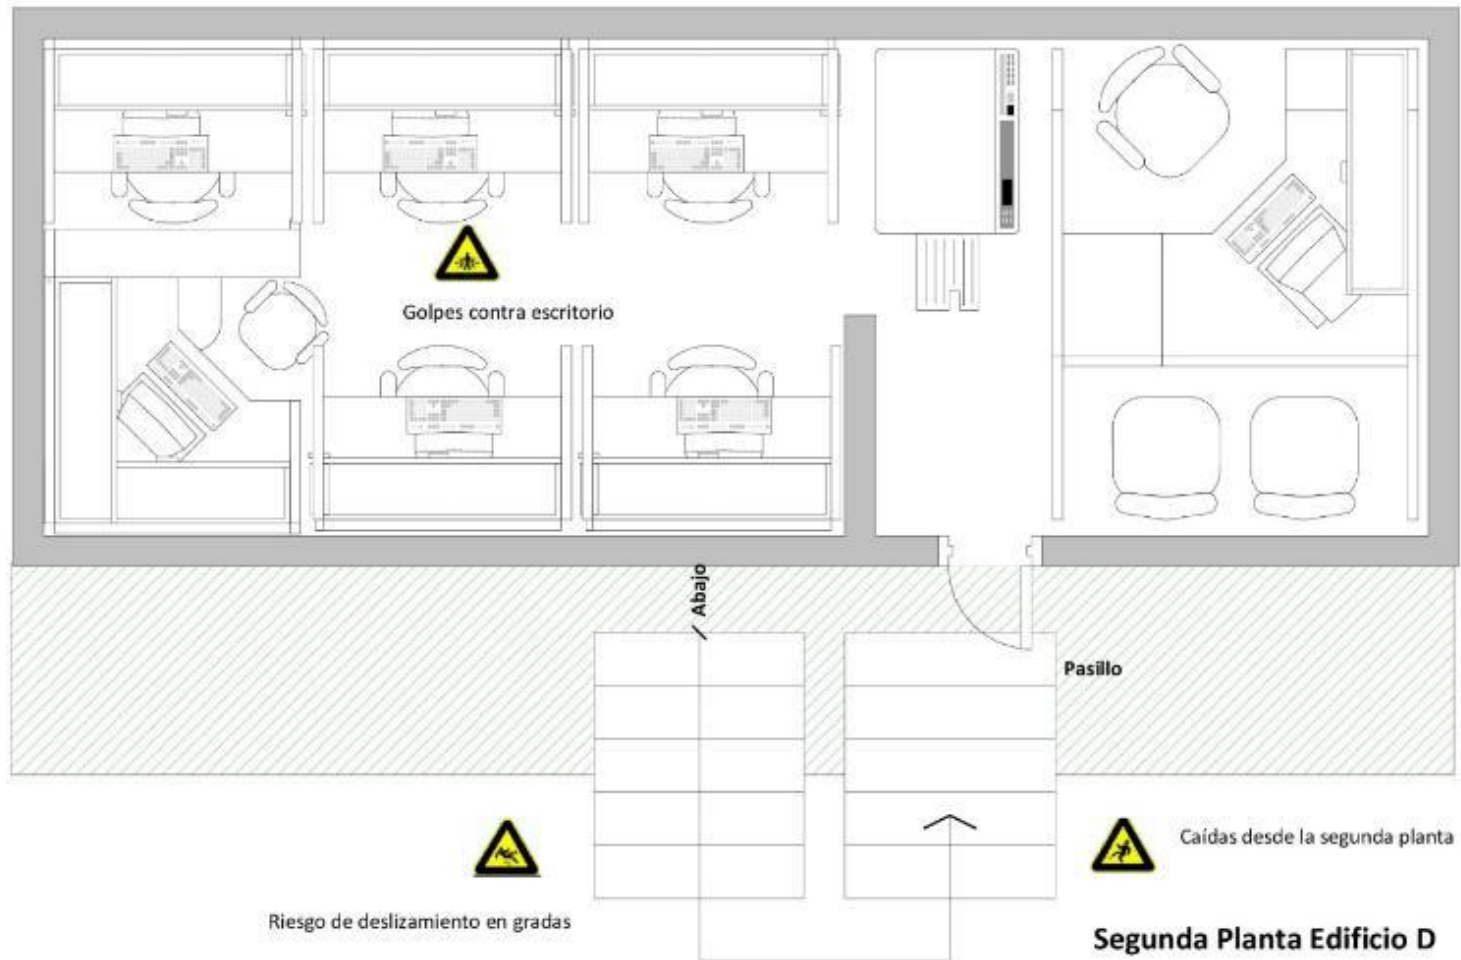 Golpes contra escritorio
Abajo
Pasillo
Caídas desde la segunda planta
Riesgo de deslizamiento en gradas
Segunda Planta Edificio D